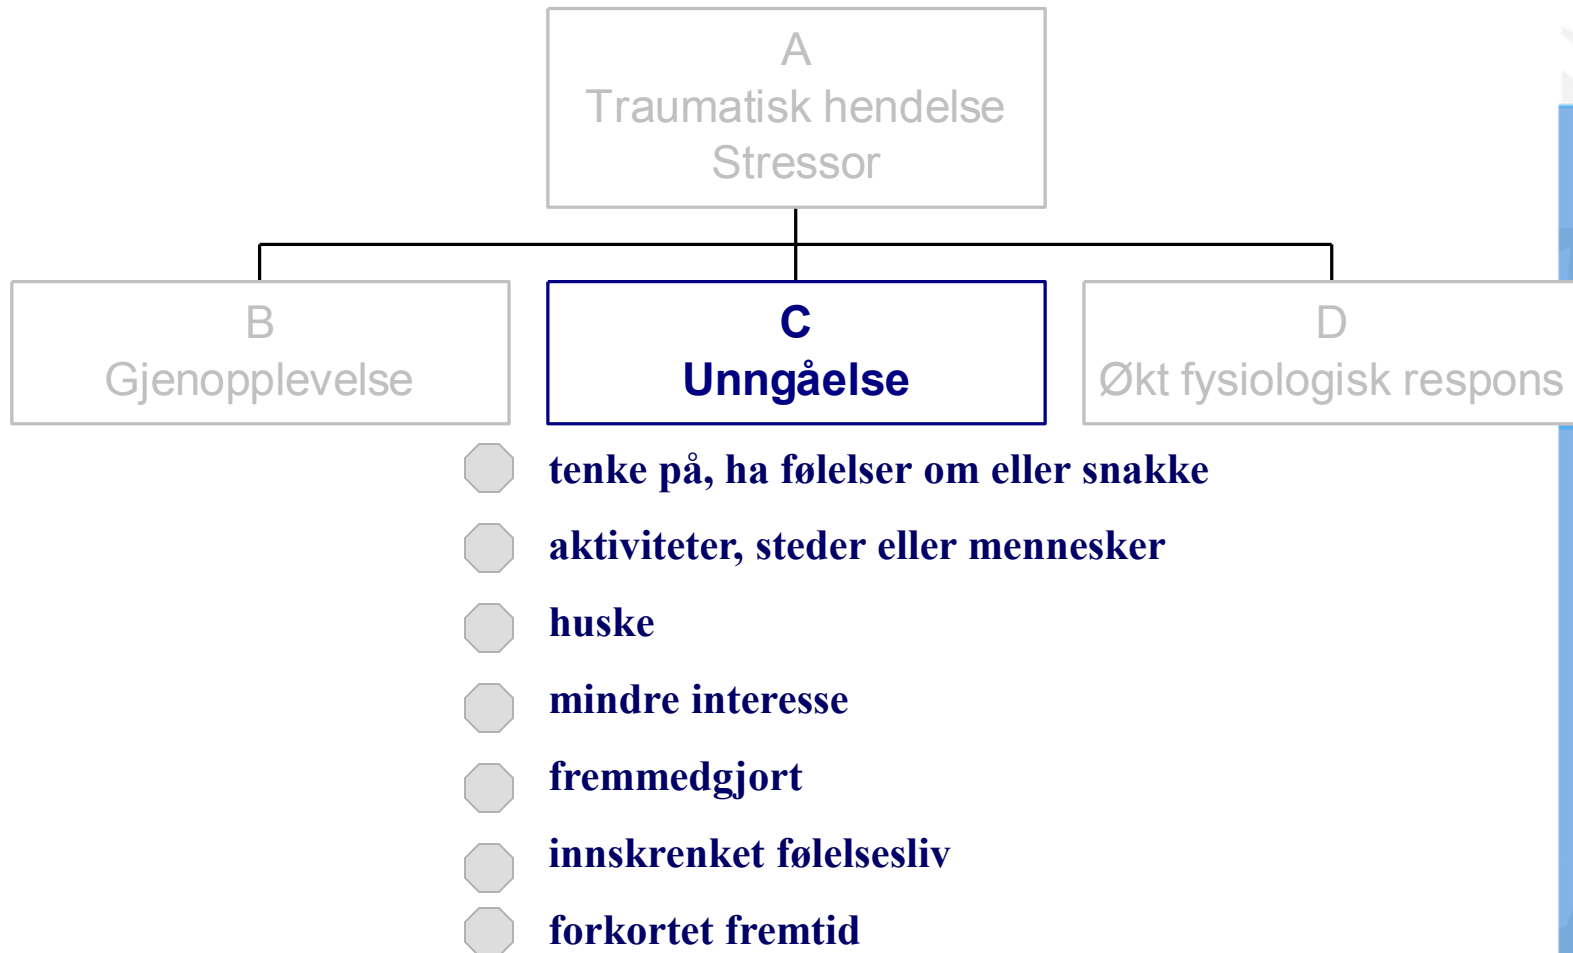 A
Traumatisk hendelse
Stressor
B
Gjenopplevelse
C
Unngåelse
D
Økt fysiologisk respons
tenke på, ha følelser om eller snakke
aktiviteter, steder eller mennesker
huske
mindre interesse
fremmedgjort
innskrenket følelsesliv
forkortet fremtid